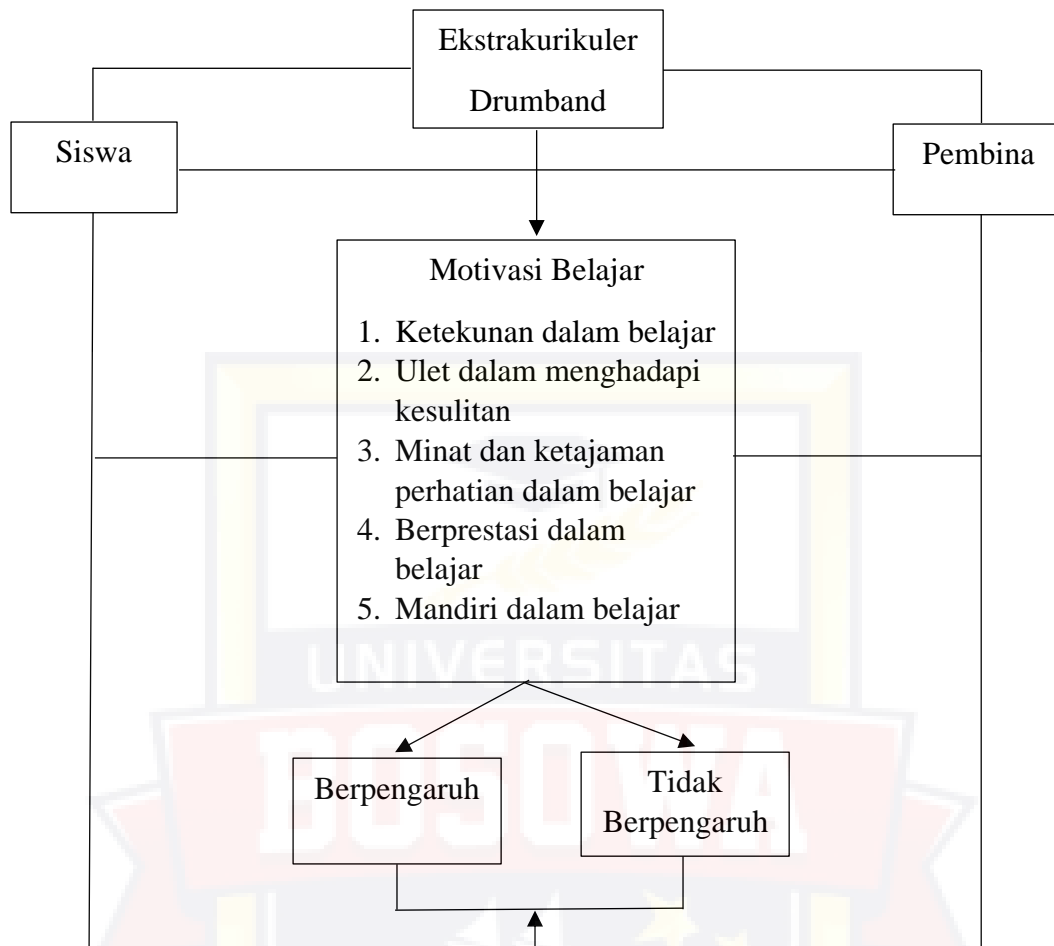 Ekstrakurikuler
Drumband
Siswa
Pembina
Motivasi Belajar
1. Ketekunan dalam belajar
2. Ulet dalam menghadapi
kesulitan
3. Minat dan ketajaman
perhatian dalam belajar
4. Berprestasi dalam
belajar
5. Mandiri dalam belajar
UNIVERSITAS
BOSOWA
Berpengaruh
Tidak
Berpengaruh